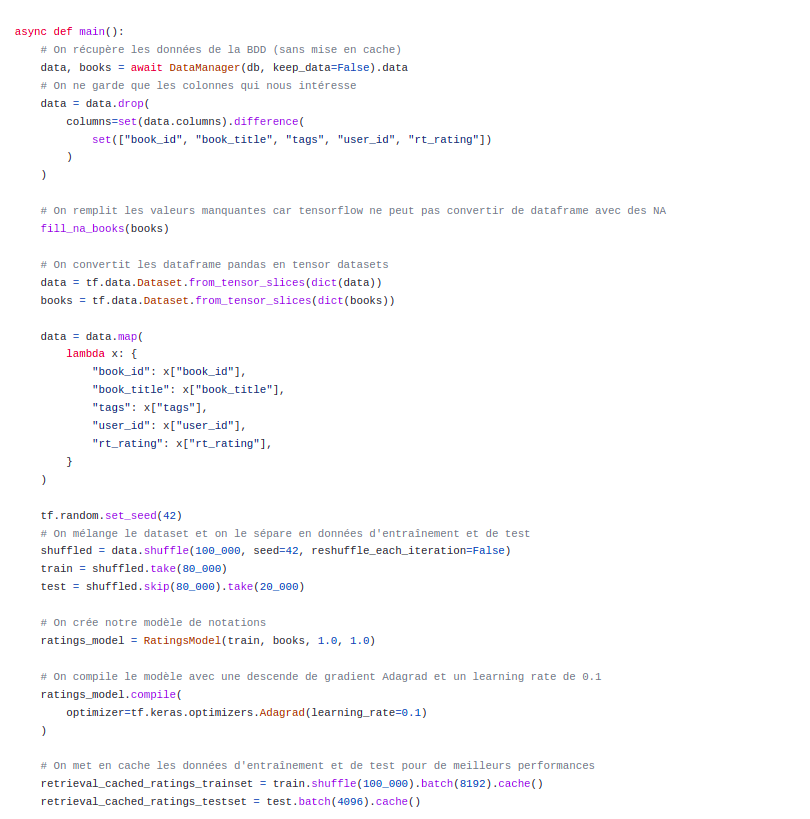 async def main():
    # On récupère les données de la BDD (sans mise en cache)
    data, books = await DataManager(db, keep_data=False).data
    # On ne garde que les colonnes qui nous intéresse
    data = data.drop(
        columns=set(data.columns).difference(
            set(["book_id", "book_title", "tags", "user_id", "rt_rating"])
        )
    )

    # On remplit les valeurs manquantes car tensorflow ne peut pas convertir de dataframe avec des NA
    fill_na_books(books)

    # On convertit les dataframe pandas en tensor datasets
    data = tf.data.Dataset.from_tensor_slices(dict(data))
    books = tf.data.Dataset.from_tensor_slices(dict(books))

    data = data.map(
        lambda x: {
            "book_id": x["book_id"],
            "book_title": x["book_title"],
            "tags": x["tags"],
            "user_id": x["user_id"],
            "rt_rating": x["rt_rating"],
        }
    )

    tf.random.set_seed(42)
    # On mélange le dataset et on le sépare en données d'entraînement et de test
    shuffled = data.shuffle(100_000, seed=42, reshuffle_each_iteration=False)
    train = shuffled.take(80_000)
    test = shuffled.skip(80_000).take(20_000)

    # On crée notre modèle de notations
    ratings_model = RatingsModel(train, books, 1.0, 1.0)

    # On compile le modèle avec une descende de gradient Adagrad et un learning rate de 0.1
    ratings_model.compile(
        optimizer=tf.keras.optimizers.Adagrad(learning_rate=0.1)
    )

    # On met en cache les données d'entraînement et de test pour de meilleurs performances
    retrieval_cached_ratings_trainset = train.shuffle(100_000).batch(8192).cache()
    retrieval_cached_ratings_testset = test.batch(4096).cache()